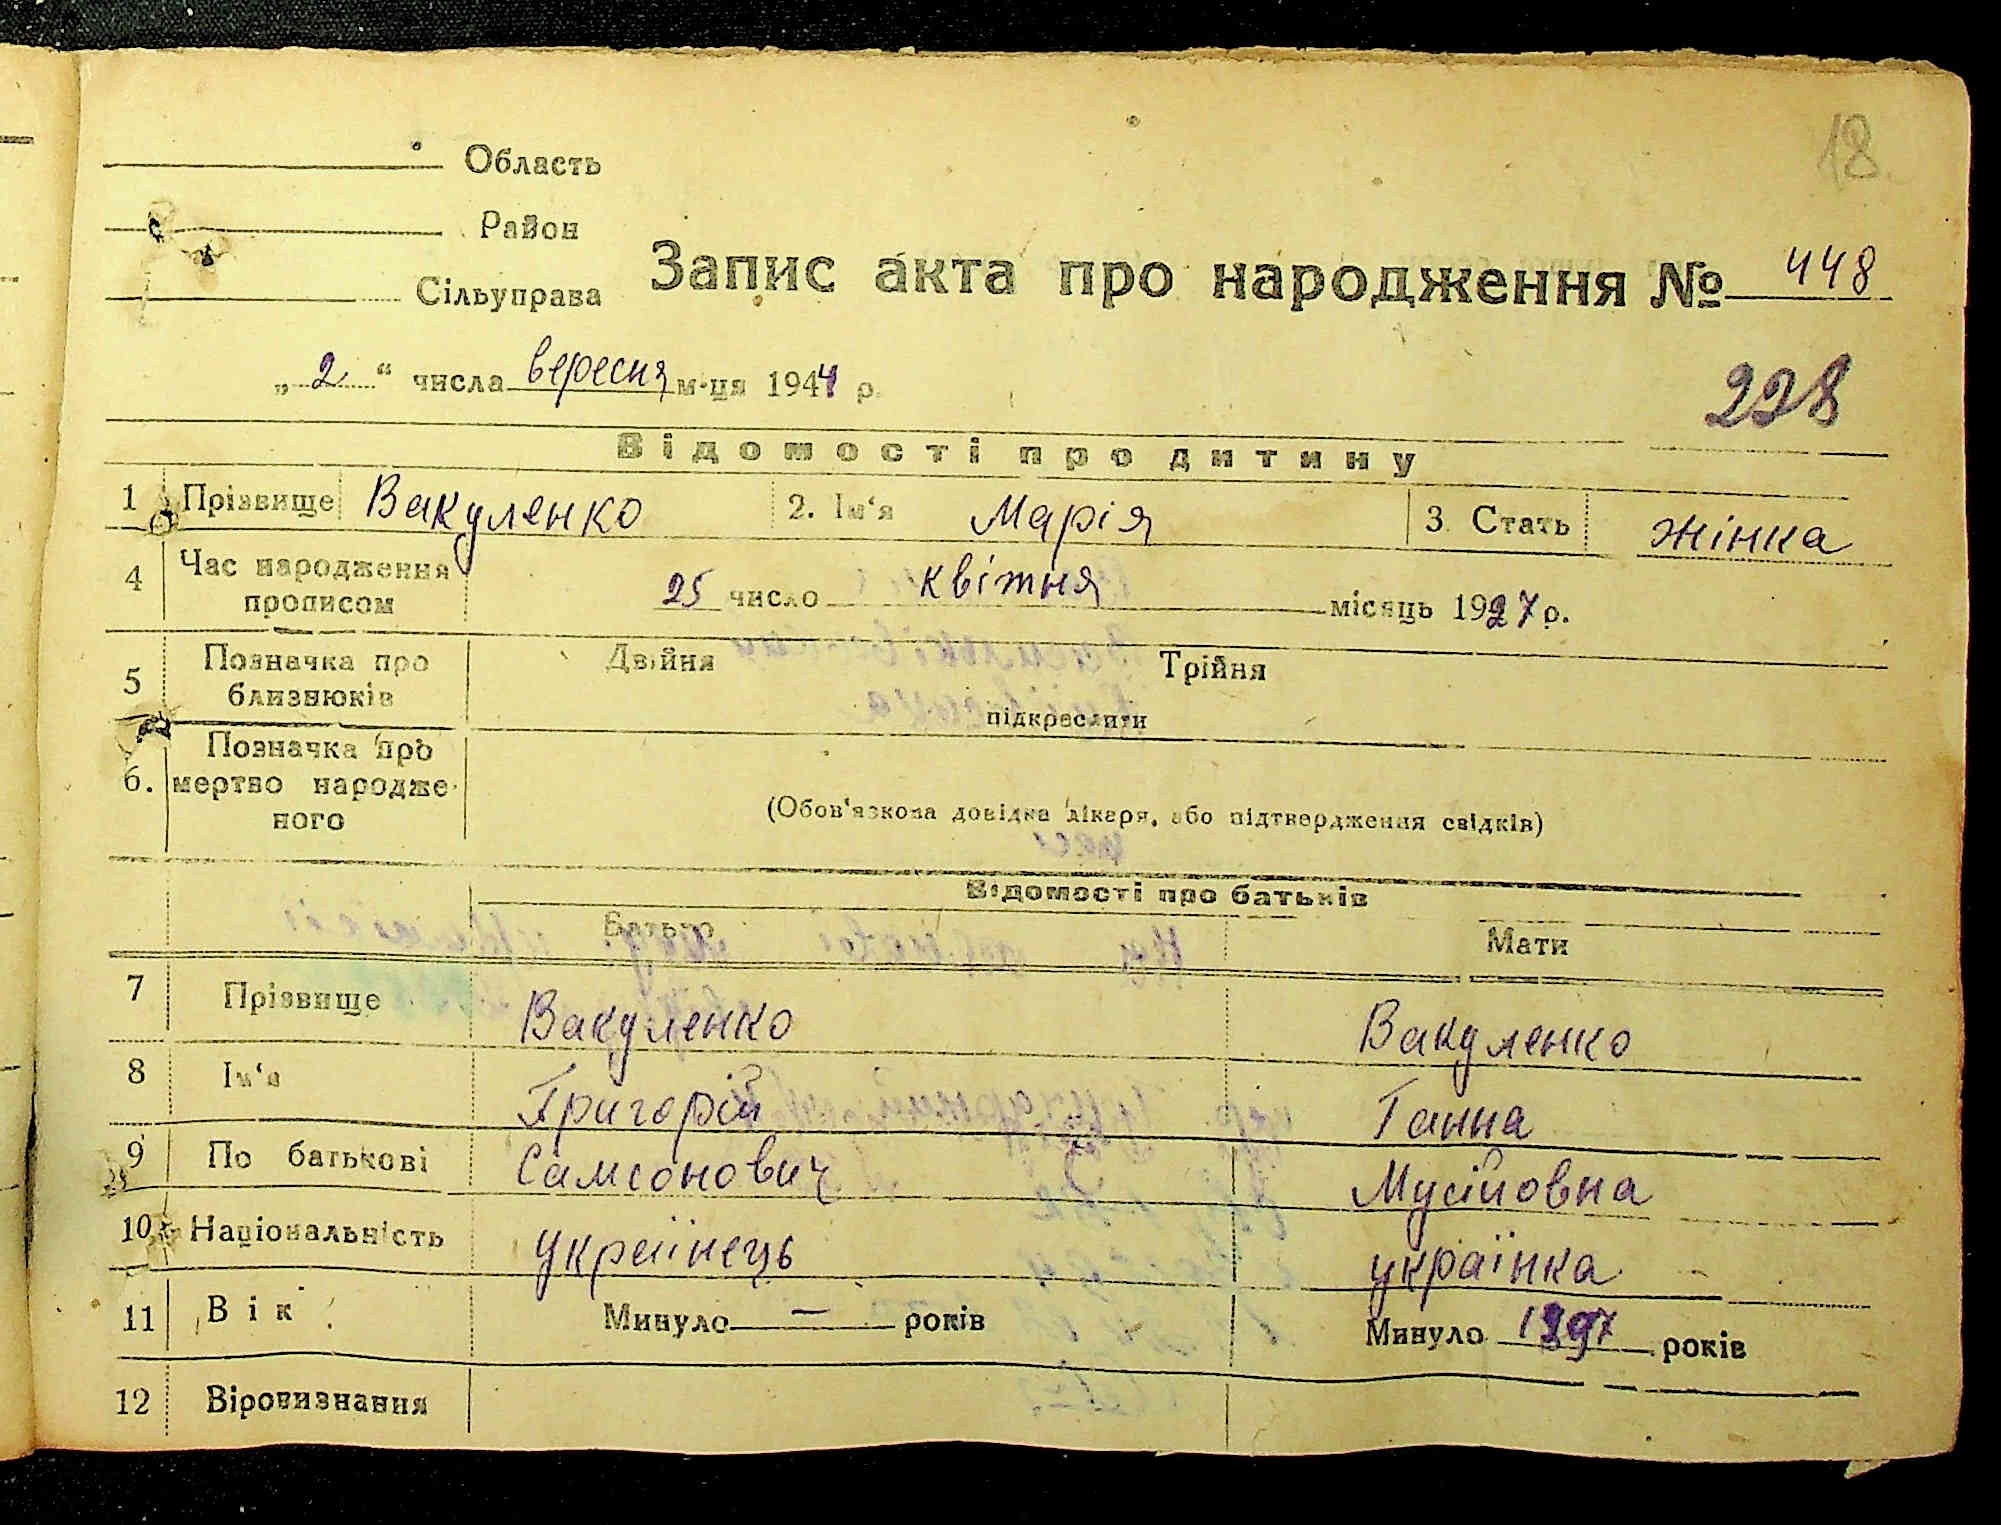 18
Область
Район
Сільуправа
Запис акта про народження № 448
„2“ числа вересня м-ця 1944 р.
228
Відомості про дитину
1 Прізвище Вакуленко 2. Ім‘я Марія 3. Стать жінка
4 Час народження прописом 25 число квітня місяць 1927 р.
5 Позначка про близнюків Двійня Трійня
підкреслити
6. Позначка про мертво народженого
(Обов‘язкова довідка лікаря, або підтвердження свідків)
Відомості про батьків
Батько Мати
7 Прізвище Вакуленко Вакуленко
8 Ім‘я Григорій Ганна
9 По батькові Самсонович Мусійовна
10 Національність українець українка
11 Вік Минуло — років Минуло 1897 років
12 Віровизнання